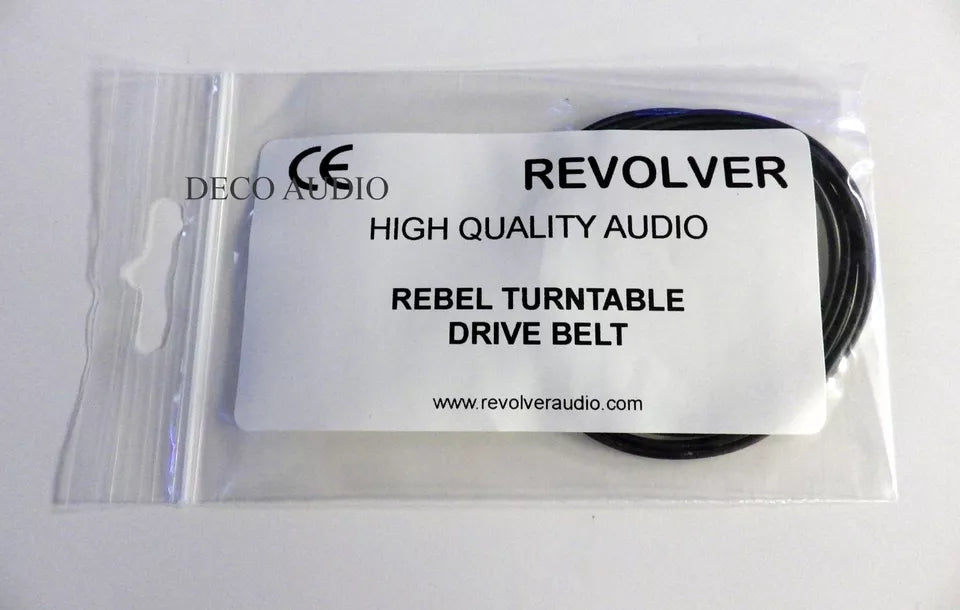 CE
REVOLVER
DECO AUDIO
HIGH QUALITY AUDIO
REBEL TURNTABLE
DRIVE BELT
www.revolveraudio.com